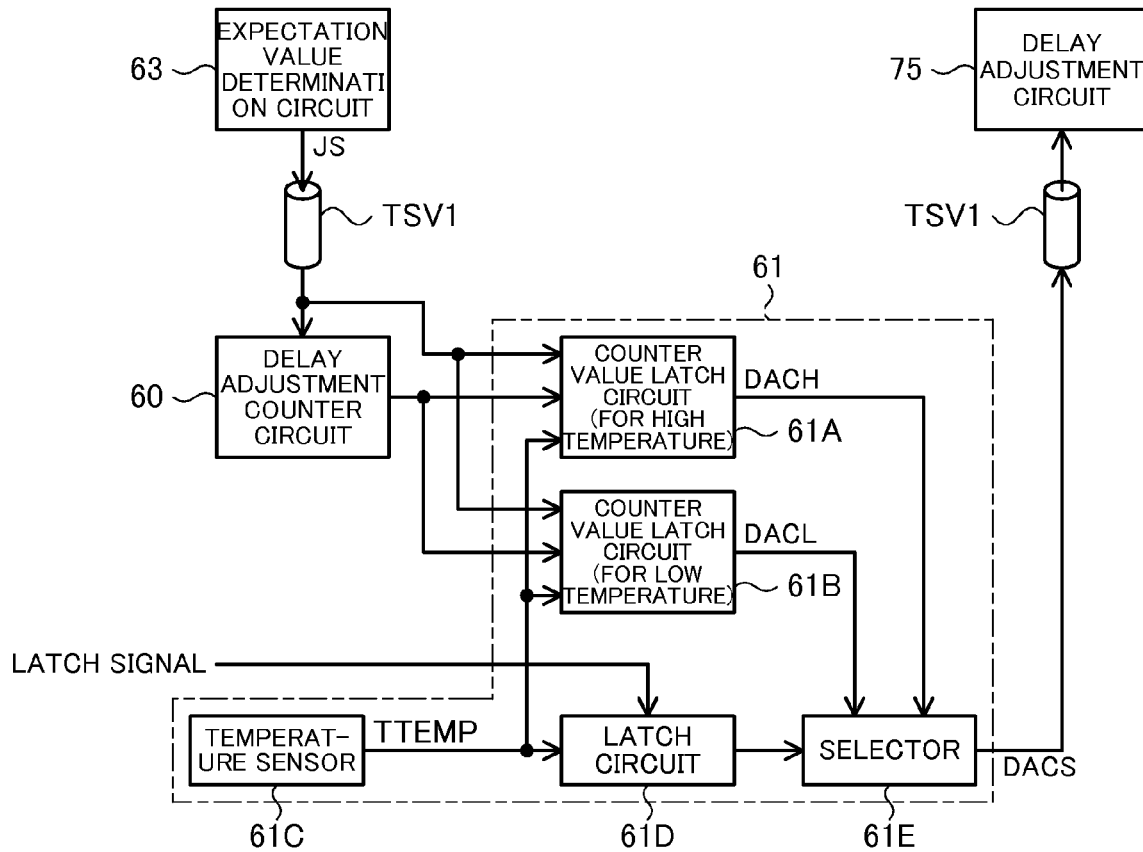 EXPECTATION
VALUE
DETERMINATI
ON CIRCUIT
63
JS
TSV1
DELAY
ADJUSTMENT
CIRCUIT
75
TSV1
61
DELAY
ADJUSTMENT
COUNTER
CIRCUIT
60
COUNTER
VALUE LATCH
CIRCUIT
(FOR HIGH
TEMPERATURE)
DACH
61A
COUNTER
VALUE LATCH
CIRCUIT
(FOR LOW
TEMPERATURE)
DACL
61B
LATCH SIGNAL
TEMPERAT-
URE SENSOR
TTEMP
LATCH
CIRCUIT
SELECTOR
DACS
61C
61D
61E